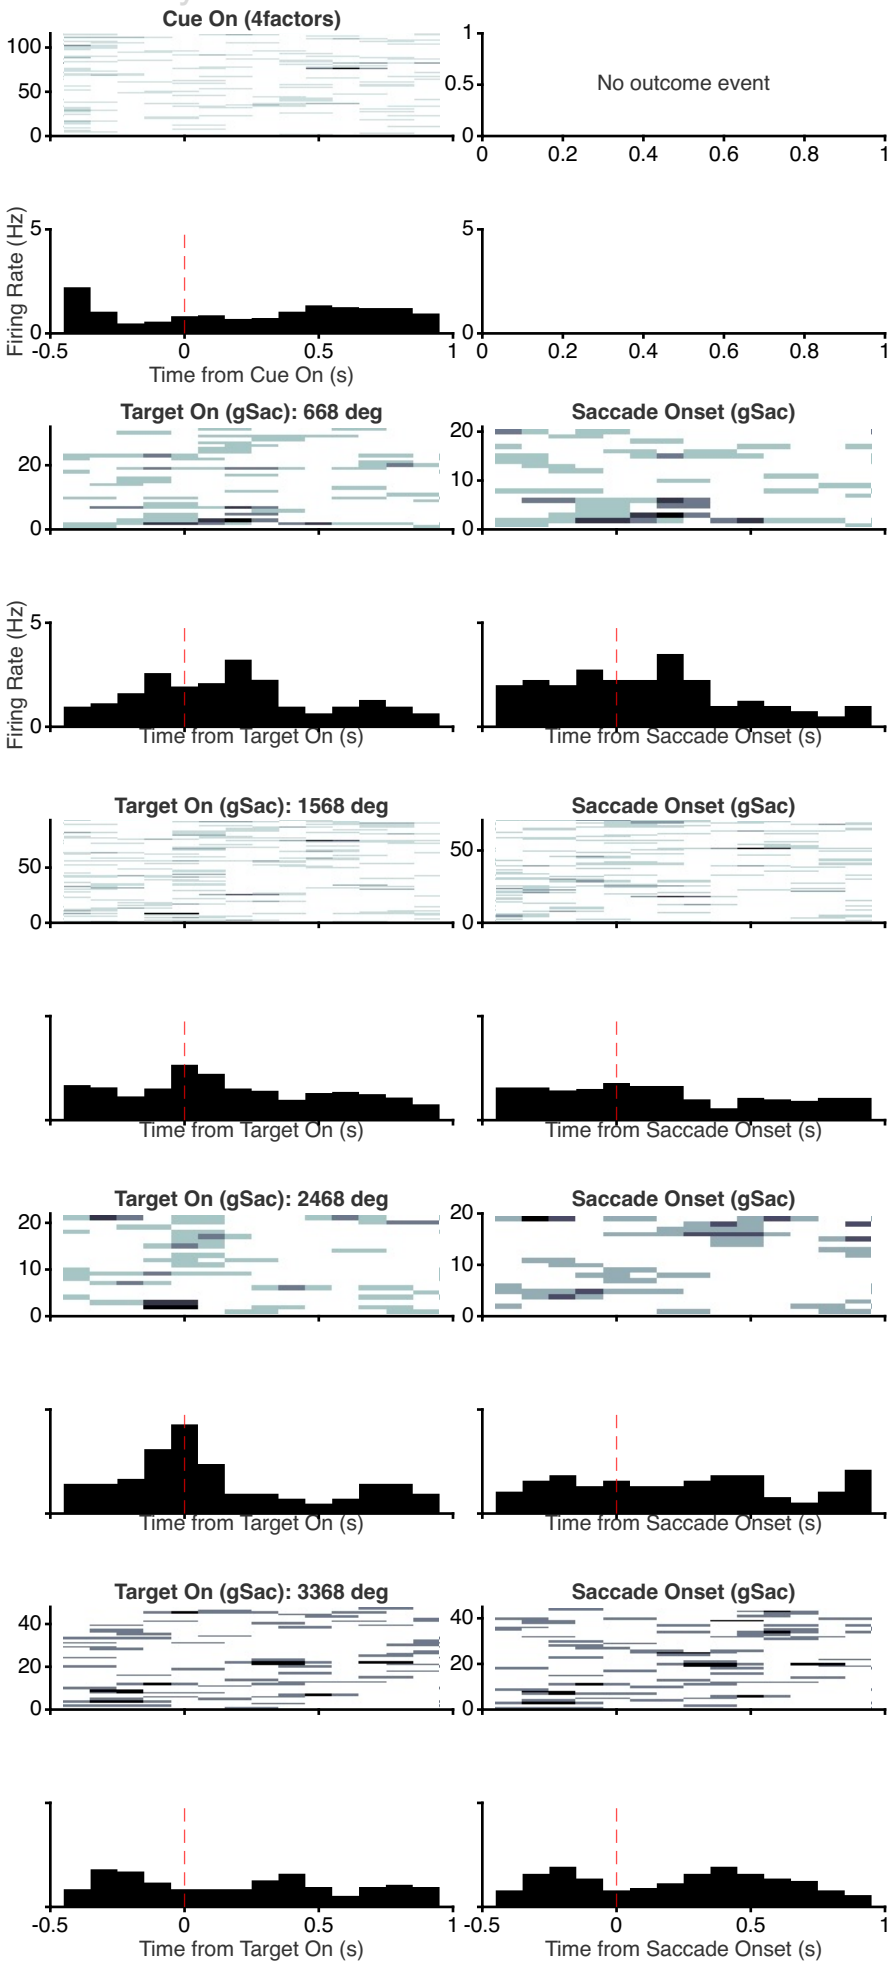 Cue On (4factors)
100
50
0
1
0.5
0
No outcome event
0 0.2 0.4 0.6 0.8 1
Firing Rate (Hz)
5
0
-0.5 0 0.5 1
Time from Cue On (s)
5
0
0 0.2 0.4 0.6 0.8 1
Target On (gSac): 668 deg
20
0
Saccade Onset (gSac)
20
10
0
Firing Rate (Hz)
5
0
Time from Target On (s)
Time from Saccade Onset (s)
Target On (gSac): 1568 deg
50
0
Saccade Onset (gSac)
50
0
Time from Target On (s)
Time from Saccade Onset (s)
Target On (gSac): 2468 deg
20
10
0
Saccade Onset (gSac)
20
10
0
Time from Target On (s)
Time from Saccade Onset (s)
Target On (gSac): 3368 deg
40
20
0
Saccade Onset (gSac)
40
20
0
-0.5 0 0.5 1
Time from Target On (s)
-0.5 0 0.5 1
Time from Saccade Onset (s)